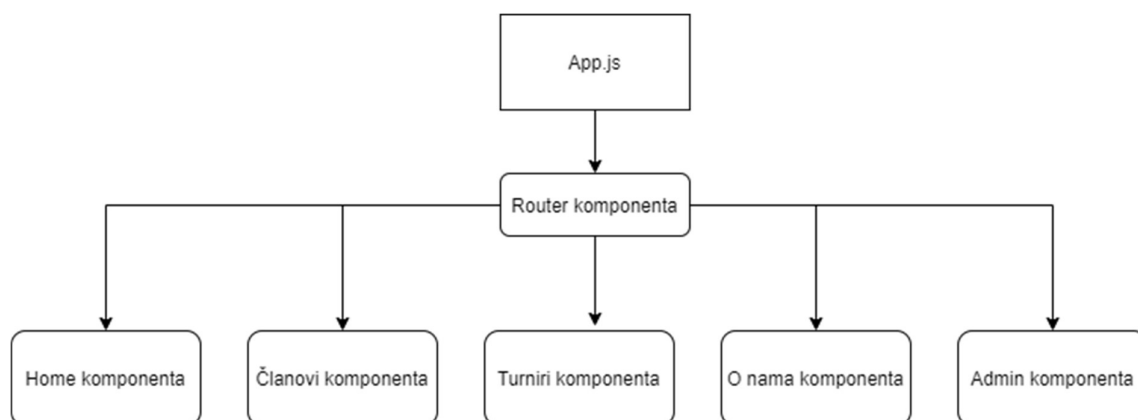 App.js
Router komponenta
Home komponenta
Članovi komponenta
Turniri komponenta
O nama komponenta
Admin komponenta